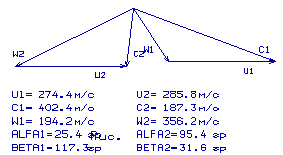 W2 C2 W1 C1
U2 U1
U1= 274.4м/с U2= 285.8м/с
C1= 402.4м/с C2= 187.3м/с
W1= 194.2м/с W2= 356.2м/с
ALFA1=25.4 гр ALFA2=95.4 гр
Рис.
BETA1=117.3гр BETA2=31.6 гр